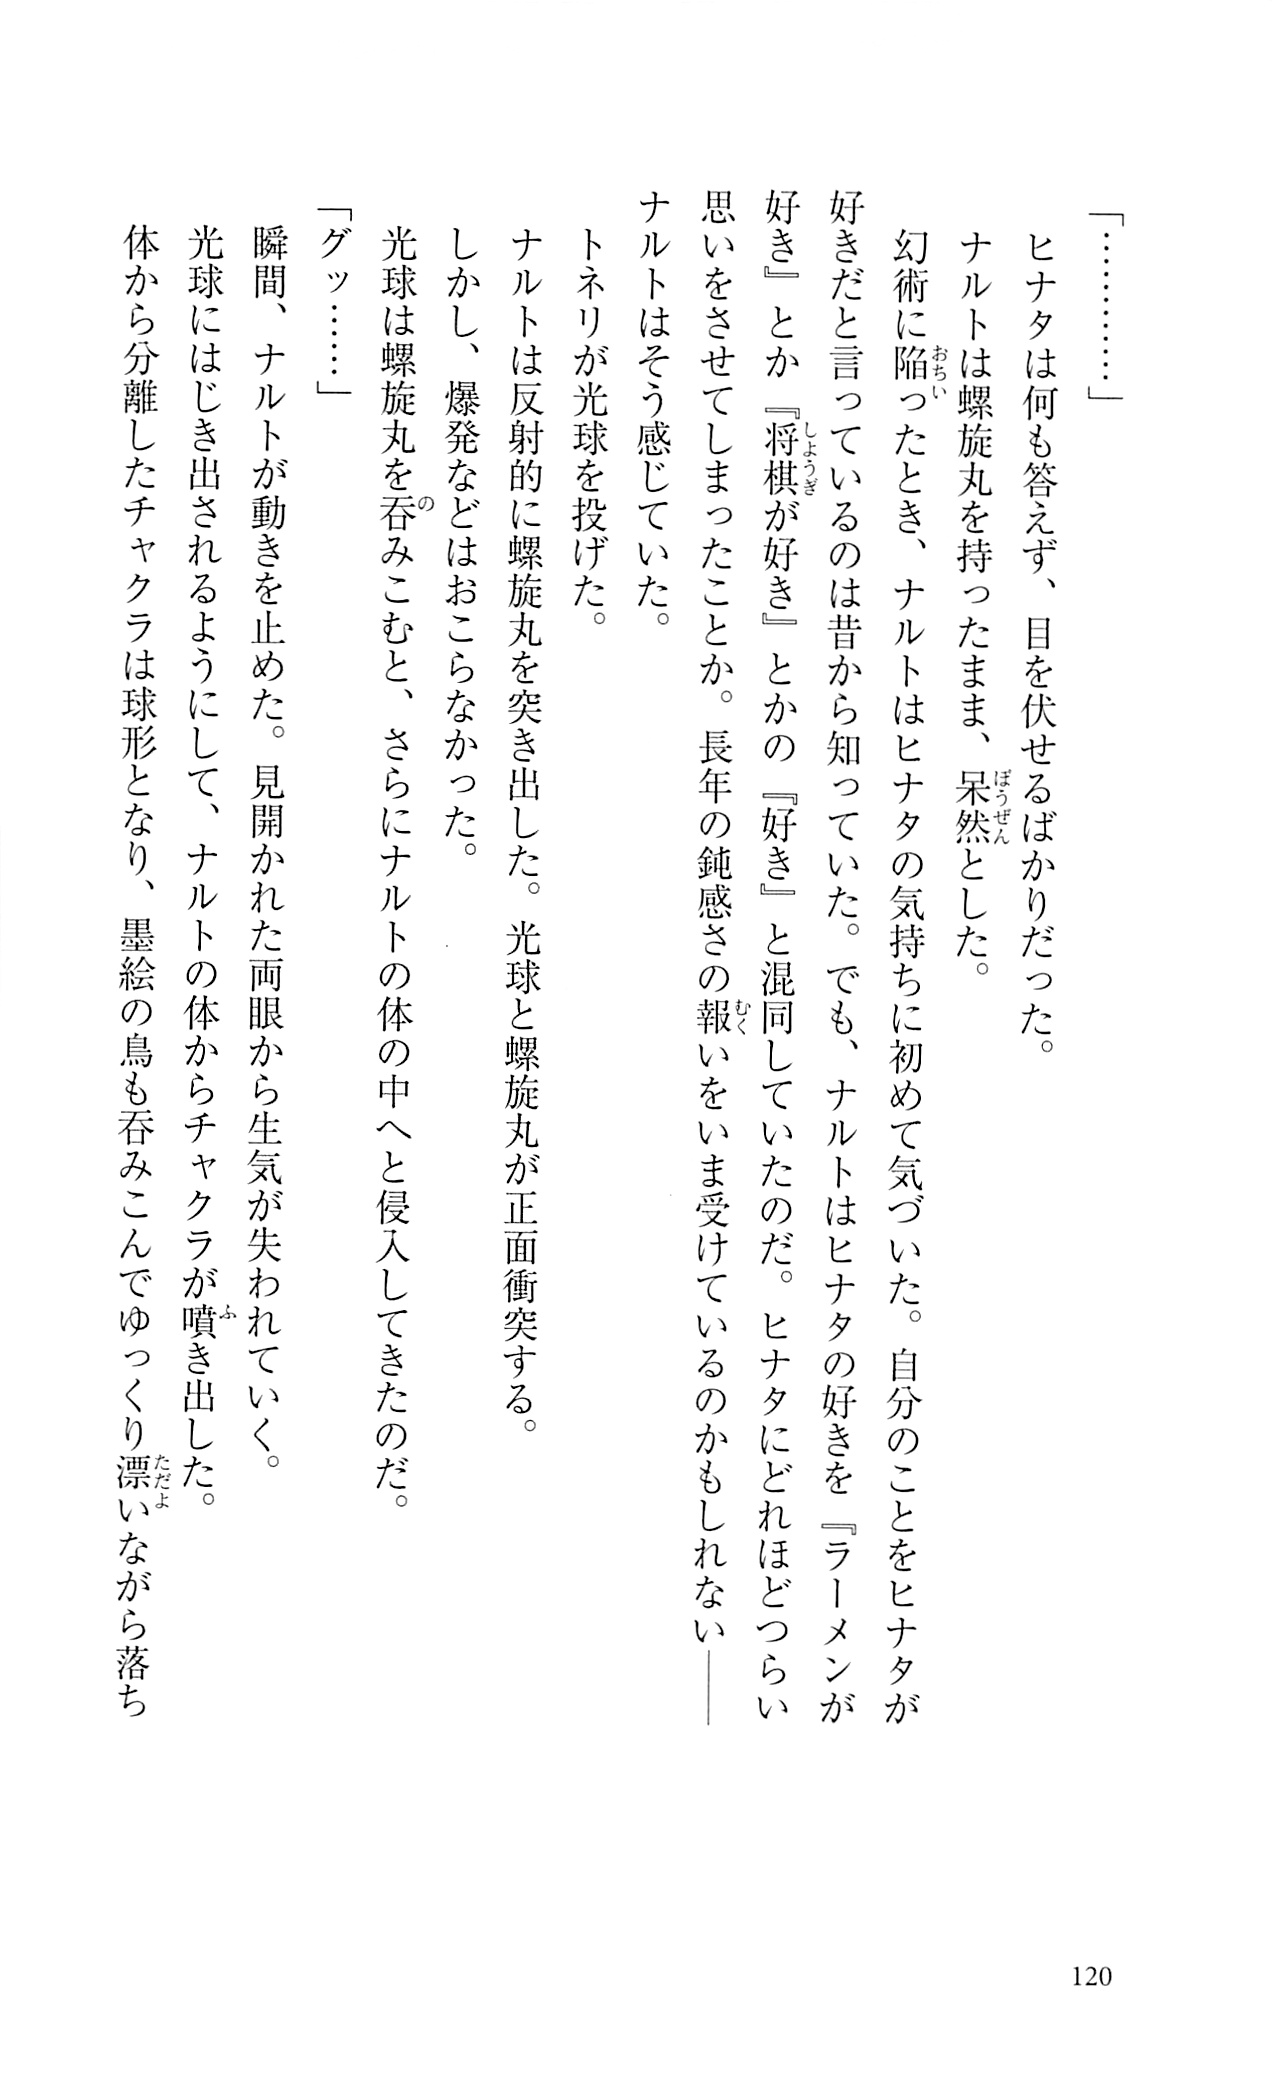 「…………」
ヒナタは何も答えず、目を伏せるばかりだった。
ナルトは螺旋丸を持ったまま、呆然とした。
幻術に陥ったとき、ナルトはヒナタの気持ちに初めて気づいた。自分のことをヒナタが
好きだと言っているのは昔から知っていた。でも、ナルトはヒナタの好きを『ラーメンが
好き』とか『将棋が好き』とかの『好き』と混同していたのだ。ヒナタにどれほどつらい
思いをさせてしまったことか。長年の鈍感さの報いをいま受けているのかもしれない――
ナルトはそう感じていた。
トネリが光球を投げた。
ナルトは反射的に螺旋丸を突き出した。光球と螺旋丸が正面衝突する。
しかし、爆発などはおこらなかった。
光球は螺旋丸を呑みこむと、さらにナルトの体の中へと侵入してきたのだ。
「グッ……」
瞬間、ナルトが動きを止めた。見開かれた両眼から生気が失われていく。
光球にはじき出されるようにして、ナルトの体からチャクラが噴き出した。
体から分離したチャクラは球形となり、墨絵の鳥も呑みこんでゆっくり漂いながら落ち
120